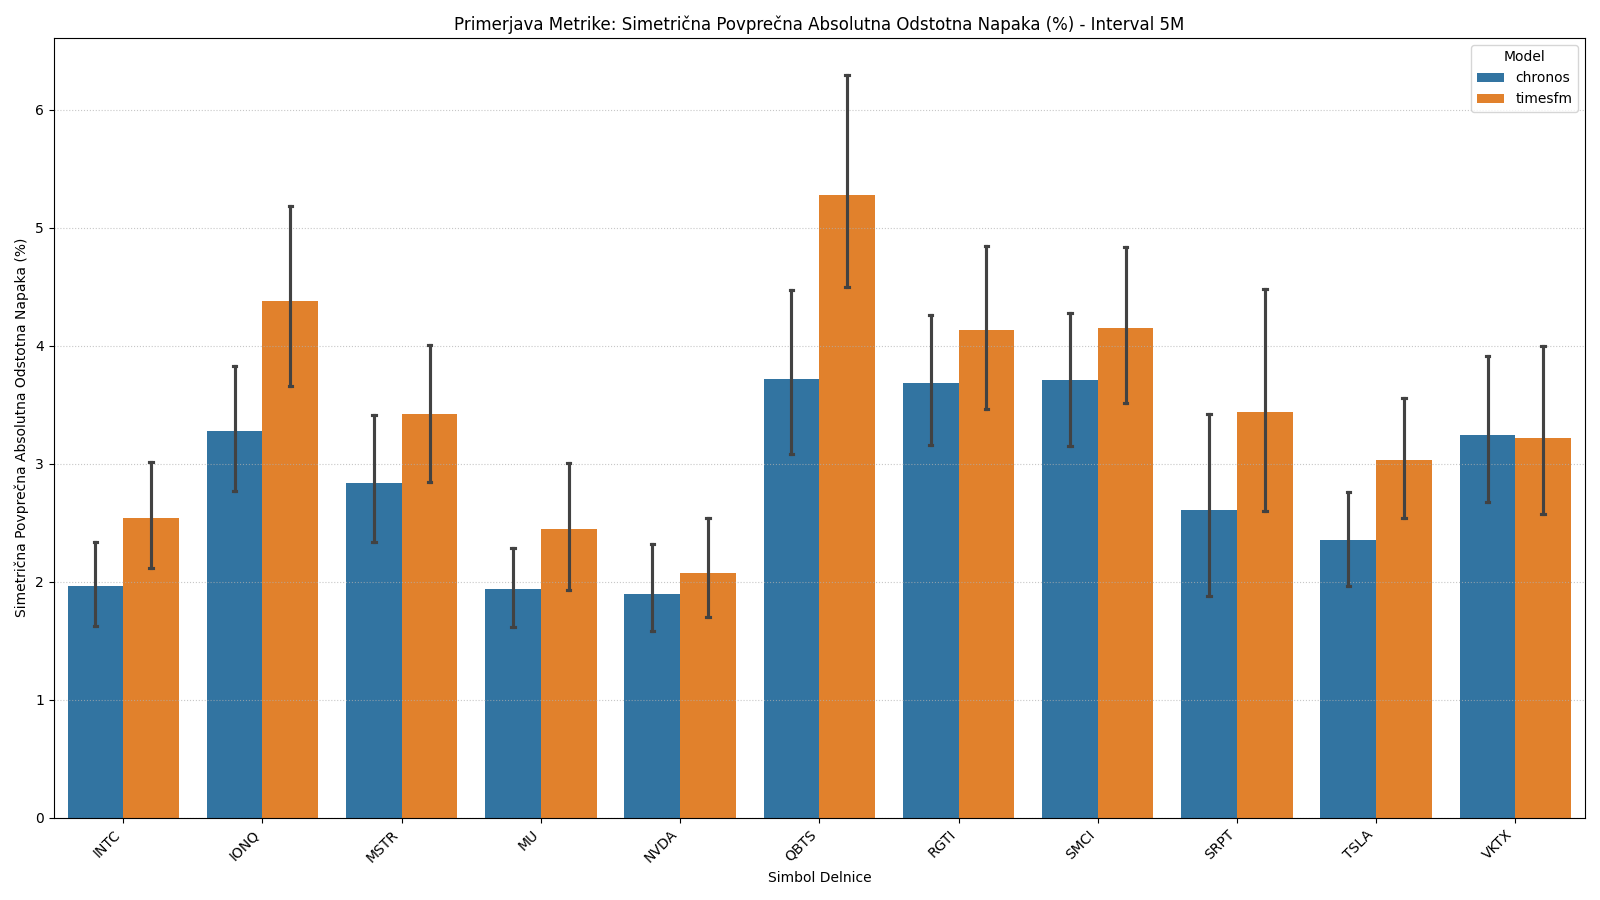 Primerjava Metrike: Simetrična Povprečna Absolutna Odstotna Napaka (%) - Interval 5M
Model
chronos
timesfm
Simetrična Povprečna Absolutna Odstotna Napaka (%)
6
5
4
3
2
1
0
INTC
IONQ
MSTR
MU
NVDA
QBTS
RGTI
SMCI
SRPT
TSLA
VKTX
Simbol Delnice